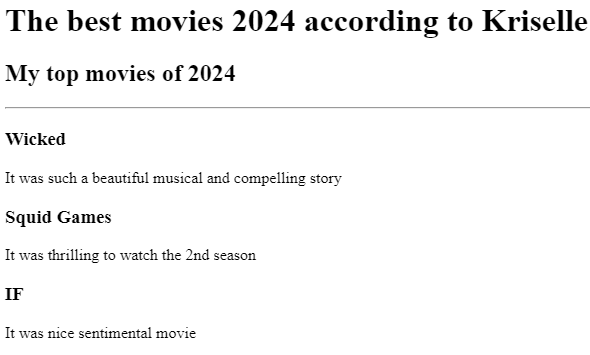 The best movies 2024 according to Kriselle
My top movies of 2024
Wicked
It was such a beautiful musical and compelling story
Squid Games
It was thrilling to watch the 2nd season
IF
It was nice sentimental movie